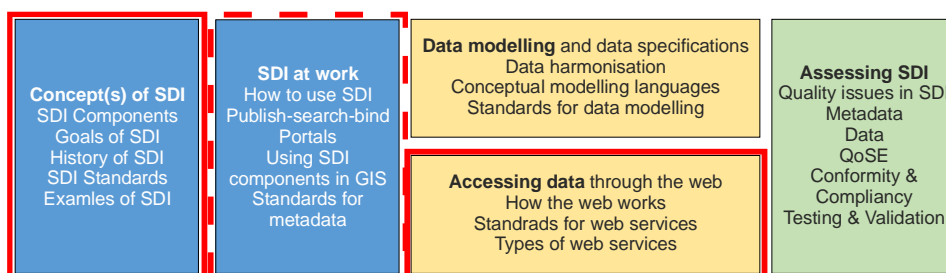 Concept(s) of SDI
SDI Components
Goals of SDI
History of SDI
SDI Standards
Examles of SDI
SDI at work
How to use SDI
Publish-search-bind
Portals
Using SDI
components in GIS
Standards for
metadata
Data modelling and data specifications
Data harmonisation
Conceptual modelling languages
Standards for data modelling
Accessing data through the web
How the web works
Standrads for web services
Types of web services
Assessing SDI
Quality issues in SD
Metadata
Data
QoSE
Conformity &
Compliancy
Testing & Validation